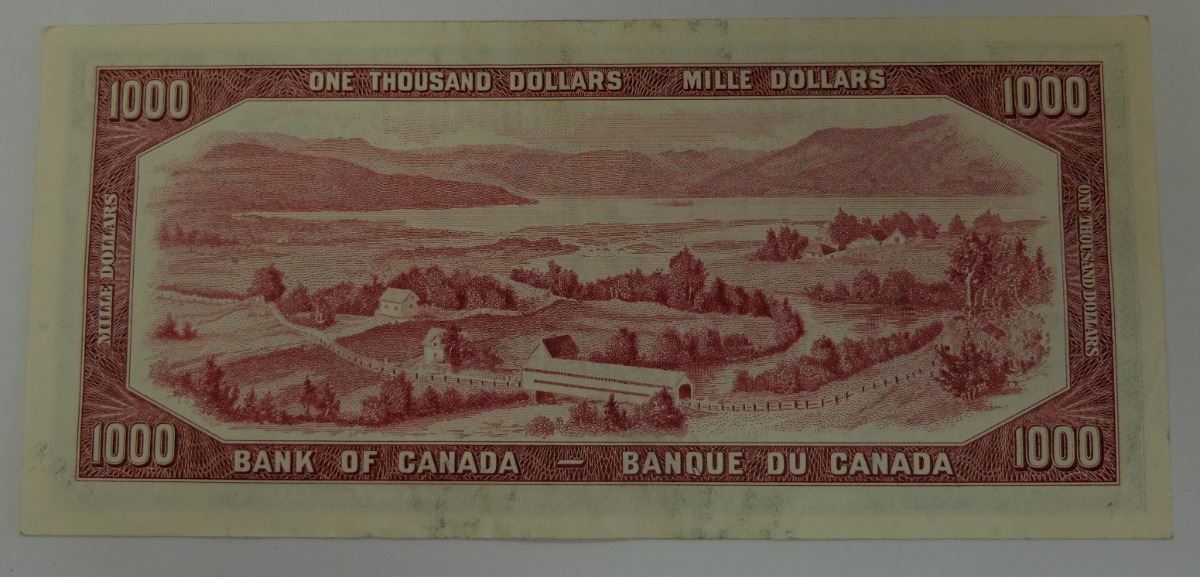 ONE THOUSAND DOLLARS MILLE DOLLARS
1000 1000
MILLE DOLLARS
ONE THOUSAND DOLLARS
1000 1000
BANK OF CANADA — BANQUE DU CANADA